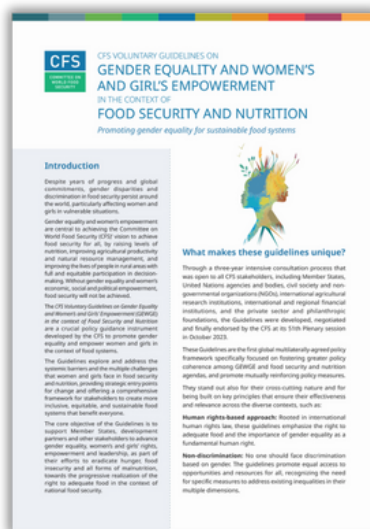 CFS
COMMITTEE ON
WORLD FOOD
SECURITY
CFS VOLUNTARY GUIDELINES ON
GENDER EQUALITY AND WOMEN'S
AND GIRL'S EMPOWERMENT
IN THE CONTEXT OF
FOOD SECURITY AND NUTRITION
Promoting gender equality for sustainable food systems
Introduction
Despite years of progress and global
commitments, gender disparities and
discrimination in food security persist around
the world, particularly affecting women and
girls in vulnerable situations.
Gender equality and women's empowerment
are central to achieving the Committee on
World Food Security (CFS)' vision to achieve
food security for all, by raising levels of
nutrition, improving agricultural productivity
and natural resource management, and
improving the lives of people in rural areas with
full and equitable participation in decision-
making. Without gender equality and women's
economic, social and political empowerment,
food security will not be achieved.
The CFS Voluntary Guidelines on Gender Equality
and Women's and Girls' Empowerment (GEWGE)
in the context of Food Security and Nutrition
are a crucial policy guidance instrument
developed by the CFS to promote gender
equality and empower women and girls in
the context of food systems.
The Guidelines explore and address the
systemic barriers and the multiple challenges
that women and girls face in food security
and nutrition, providing strategic entry points
for change and offering a comprehensive
framework for stakeholders to create more
inclusive, equitable, and sustainable food
systems that benefit everyone.
The core objective of the Guidelines is to
support Member States, development
partners and other stakeholders to advance
gender equality, women's and girls' rights,
empowerment and leadership, as part of
their efforts to eradicate hunger, food
insecurity and all forms of malnutrition,
towards the progressive realization of the
right to adequate food in the context of
national food security.
What makes these guidelines unique?
Through a three-year intensive consultation process that
was open to all CFS stakeholders, including Member States,
United Nations agencies and bodies, civil society and non-
governmental organizations (NGOs), international agricultural
research institutions, international and regional financial
institutions, and the private sector and philanthropic
foundations, the Guidelines were developed, negotiated
and finally endorsed by the CFS at its 51th Plenary session
in October 2023.
These Guidelines are the first global multilaterally-agreed policy
framework specifically focused on fostering greater policy
coherence among GEWGE and food security and nutrition
agendas, and promote mutually reinforcing policy measures.
They stand out also for their cross-cutting nature and for
being built on key principles that ensure their effectiveness
and relevance across the diverse contexts, such as:
Human rights-based approach: Rooted in international
human rights law, these guidelines emphasize the right to
adequate food and the importance of gender equality as a
fundamental human right.
Non-discrimination: No one should face discrimination
based on gender. The guidelines promote equal access to
opportunities and resources for all, recognizing the need
for specific measures to address existing inequalities in their
multiple dimensions.